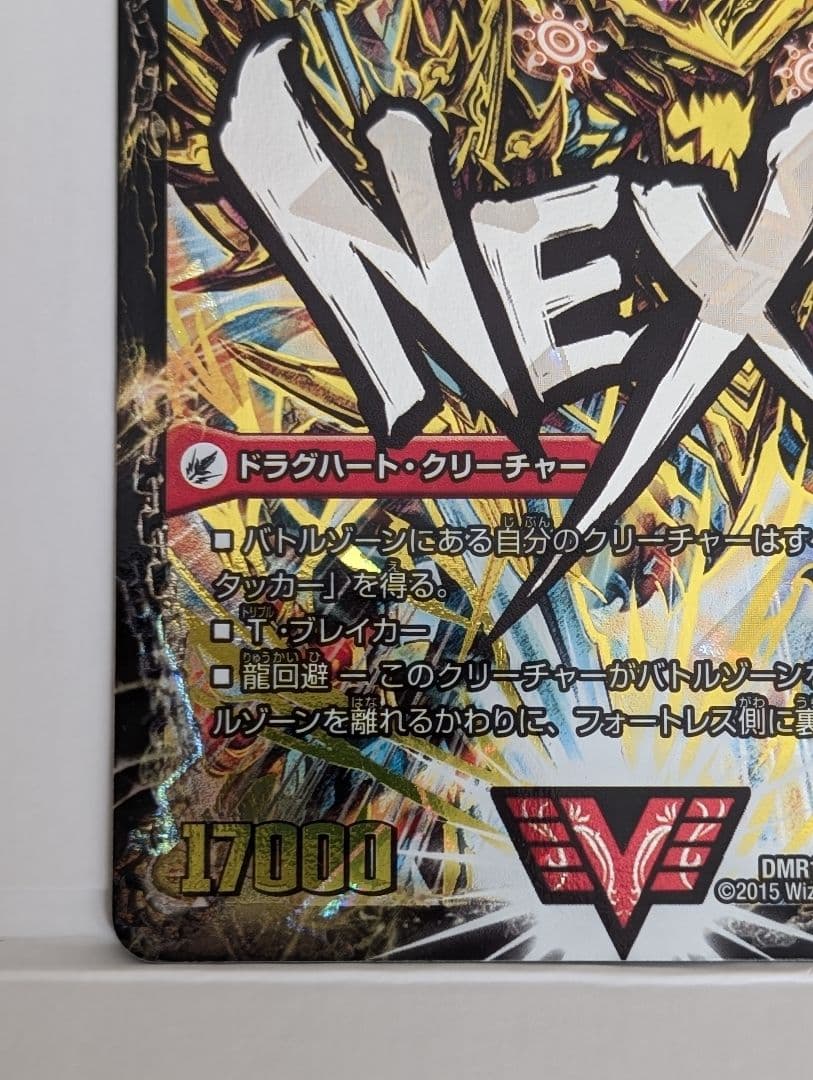 NEX
ドラグハート・クリーチャー
■ バトルゾーンにある自分のクリーチャーはす
タッカー」を得る。
■ T・ブレイカー
■ 龍回避 － このクリーチャーがバトルゾーン
ルゾーンを離れるかわりに、フォートレス側に裏
17000
V
DMR1
©2015 Wiz